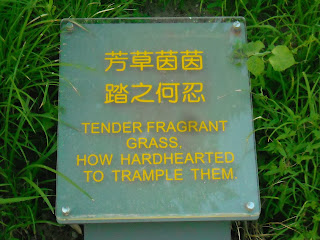 芳草茵茵
踏之何忍
TENDER FRAGRANT
GRASS,
HOW HARDHEARTED
TO TRAMPLE THEM.